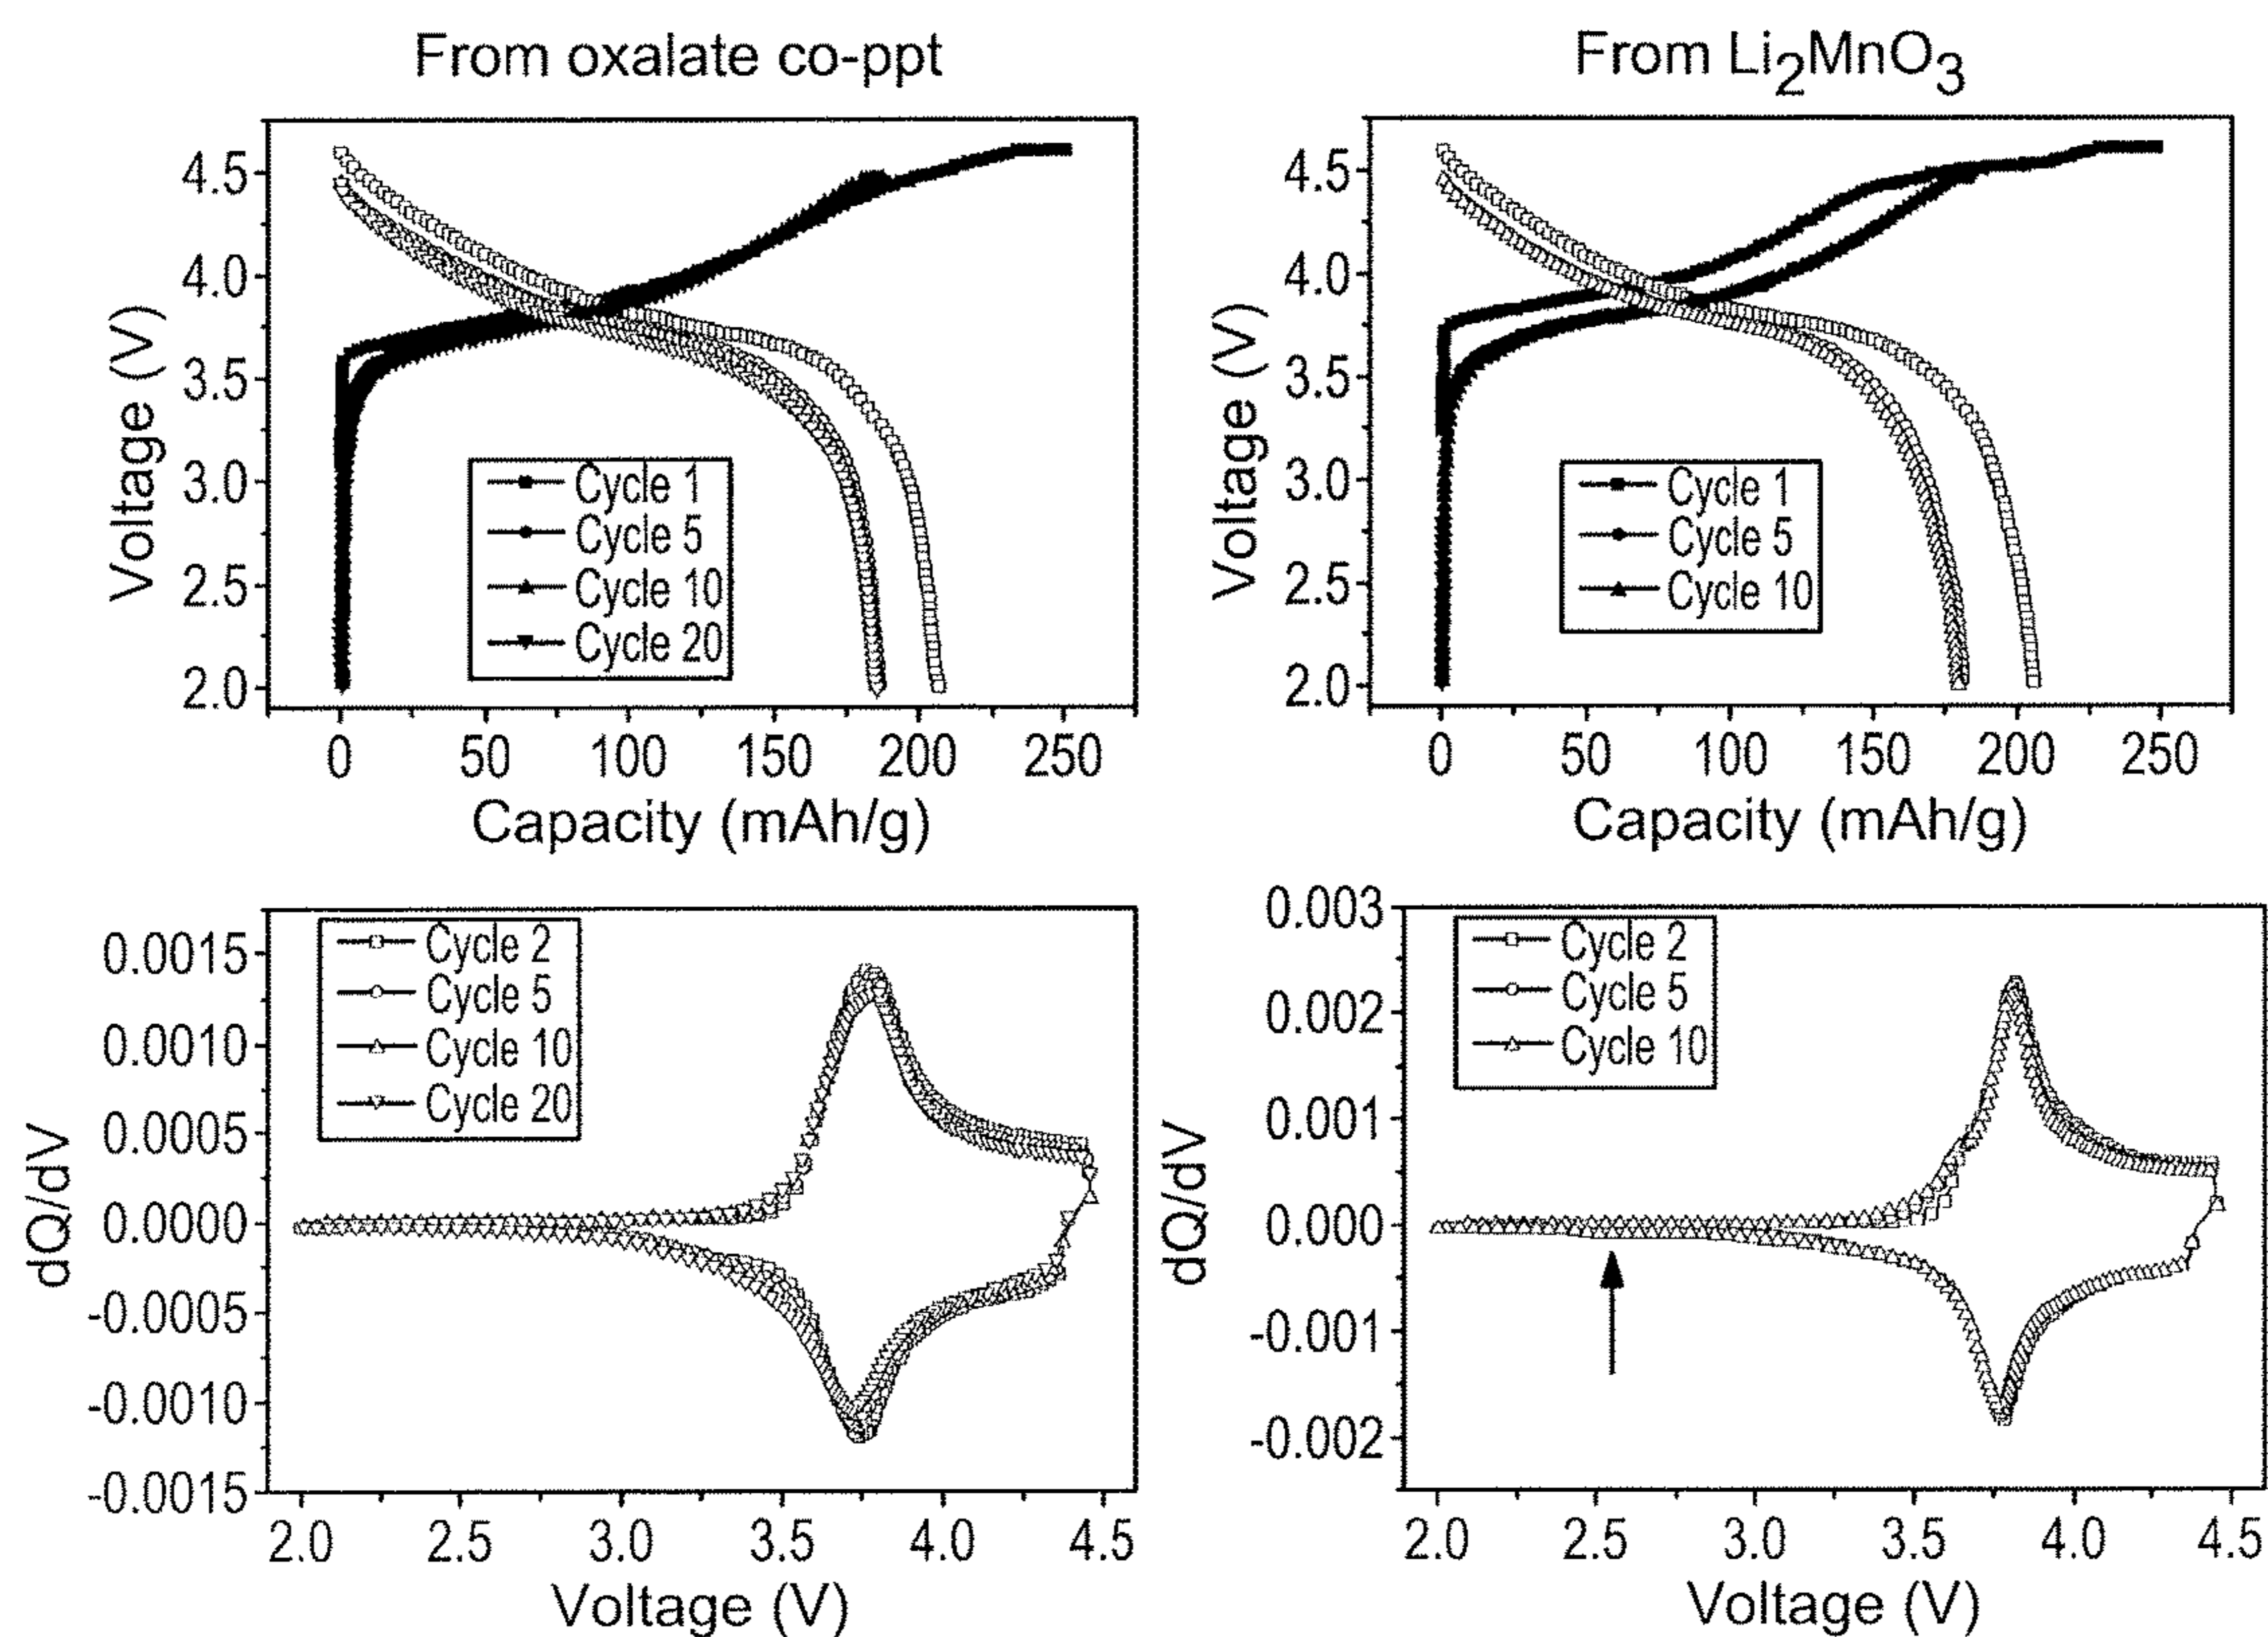 From oxalate co-ppt
4.5
4.0
3.5
3.0
2.5
2.0
Voltage (V)
Cycle 1
Cycle 5
Cycle 10
Cycle 20
0 50 100 150 200 250
Capacity (mAh/g)
From Li₂MnO₃
4.5
4.0
3.5
3.0
2.5
2.0
Voltage (V)
Cycle 1
Cycle 5
Cycle 10
0 50 100 150 200 250
Capacity (mAh/g)
0.0015
0.0010
0.0005
0.0000
-0.0005
-0.0010
-0.0015
dQ/dV
Cycle 2
Cycle 5
Cycle 10
Cycle 20
2.0 2.5 3.0 3.5 4.0 4.5
Voltage (V)
0.003
0.002
0.001
0.000
-0.001
-0.002
dQ/dV
Cycle 2
Cycle 5
Cycle 10
2.0 2.5 3.0 3.5 4.0 4.5
Voltage (V)